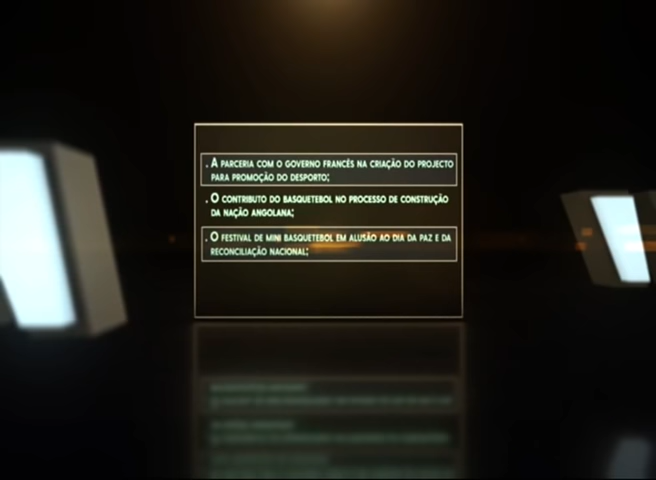 . A PARCERIA COM O GOVERNO FRANCÊS NA CRIAÇÃO DO PROJECTO
PARA PROMOÇÃO DO DESPORTO;
. O CONTRIBUTO DO BASQUETEBOL NO PROCESSO DE CONSTRUÇÃO
DA NAÇÃO ANGOLANA;
. O FESTIVAL DE MINI BASQUETEBOL EM ALUSÃO AO DIA DA PAZ E DA
RECONCILIAÇÃO NACIONAL;